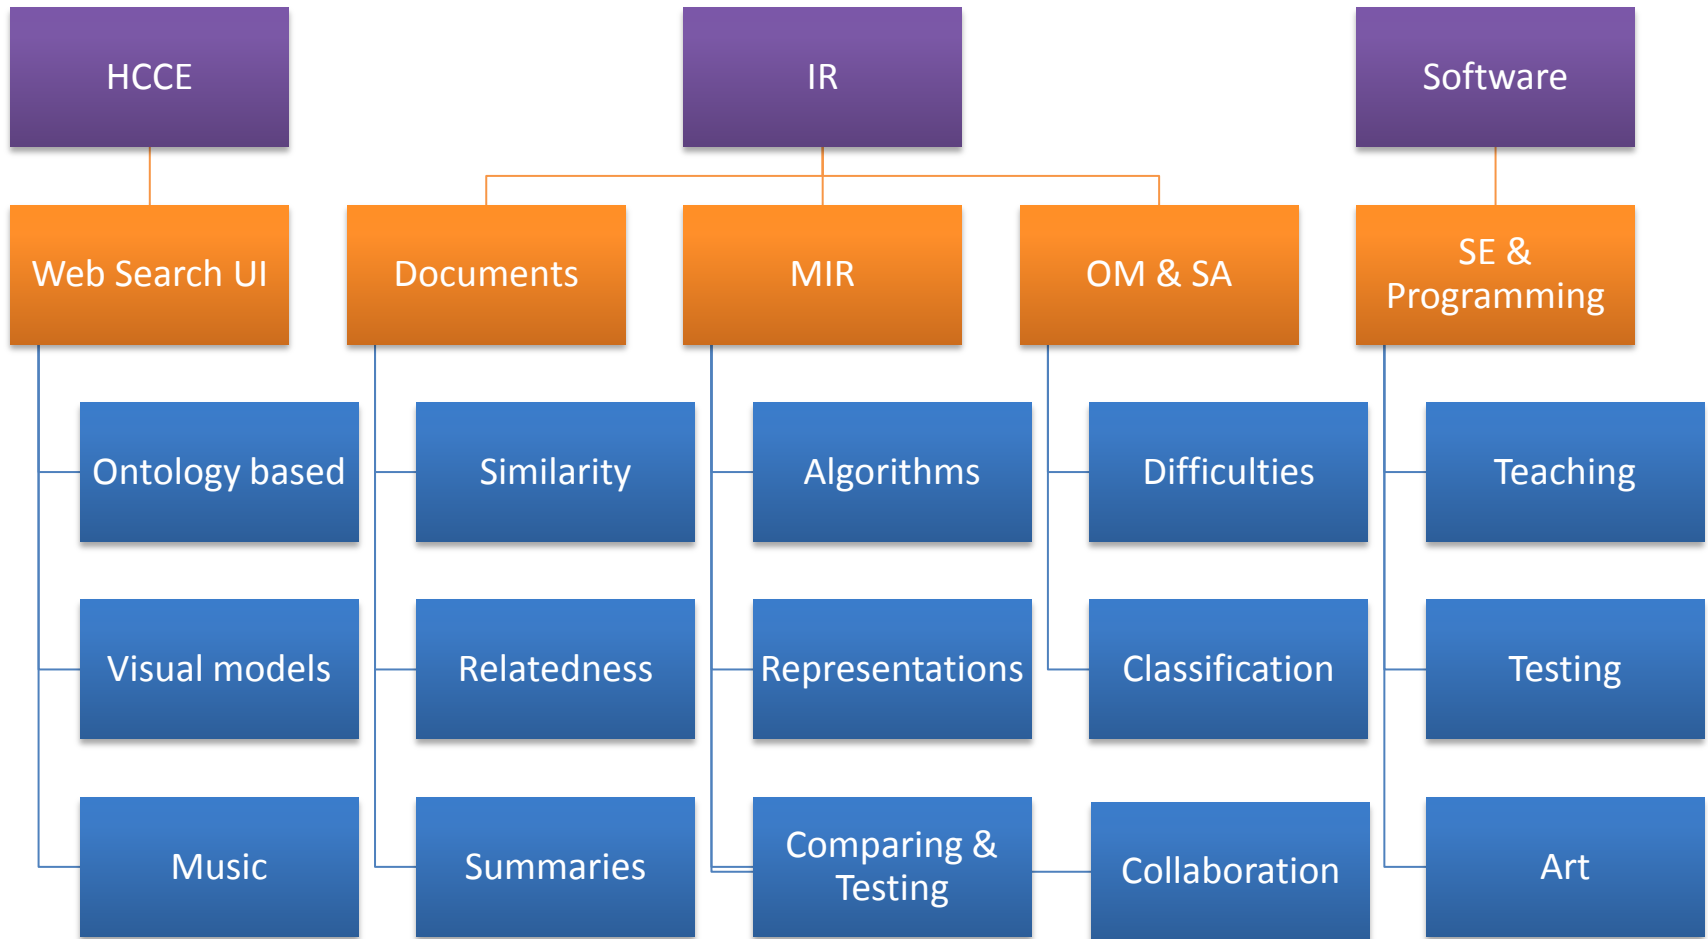 HCCE
IR
Software
Web Search UI
Documents
MIR
OM & SA
SE &
Programming
Ontology based
Similarity
Algorithms
Difficulties
Teaching
Visual models
Relatedness
Representations
Classification
Testing
Music
Summaries
Comparing &
Testing
Collaboration
Art